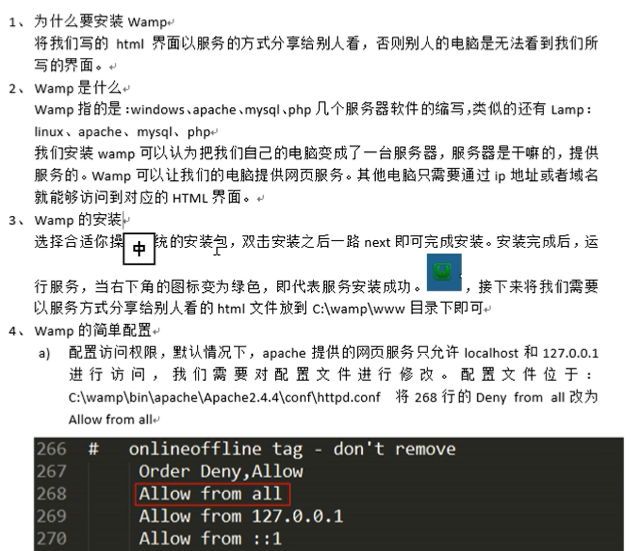 1、为什么要安装 Wamp
将我们写的 html 界面以服务的方式分享给别人看，否则别人的电脑是无法看到我们所
写的界面。
2、Wamp 是什么
Wamp 指的是：windows、apache、mysql、php 几个服务器软件的缩写,类似的还有 Lamp：
linux、apache、mysql、php
我们安装 wamp 可以认为把我们自己的电脑变成了一台服务器，服务器是干嘛的，提供
服务的。Wamp 可以让我们的电脑提供网页服务。其他电脑只需要通过 ip 地址或者域名
就能够访问到对应的 HTML 界面。
3、Wamp 的安装
选择合适你操 中 统的安装包，双击安装之后一路 next 即可完成安装。安装完成后，运
行服务，当右下角的图标变为绿色，即代表服务安装成功。，接下来将我们需要
以服务方式分享给别人看的 html 文件放到 C:\wamp\www 目录下即可
4、Wamp 的简单配置
a) 配置访问权限，默认情况下，apache 提供的网页服务只允许 localhost 和 127.0.0.1
进行访问，我们需要对配置文件进行修改。配置文件位于：
C:\wamp\bin\apache\Apache2.4.4\conf\httpd.conf 将 268 行的 Deny from all 改为
Allow from all
266 # onlineoffline tag - don't remove
267 Order Deny,Allow
268 Allow from all
269 Allow from 127.0.0.1
270 Allow from ::1